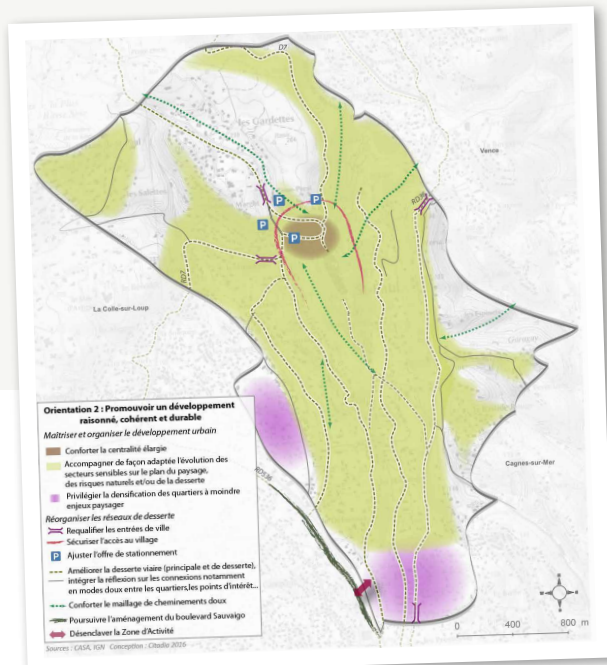 D7
les Gardettes
Vence
RD36
RD7
La Colle-sur-Loup
Cagnes-sur-Mer
RD536
Orientation 2 : Promouvoir un développement
raisonné, cohérent et durable
Maîtriser et organiser le développement urbain
Conforter la centralité élargie
Accompagner de façon adaptée l'évolution des
secteurs sensibles sur le plan du paysage,
des risques naturels et/ou de la desserte
Privilégier la densification des quartiers à moindre
enjeux paysager
Réorganiser les réseaux de desserte
Requalifier les entrées de ville
Sécuriser l'accès au village
P Ajuster l'offre de stationnement
Améliorer la desserte viaire (principale et de desserte),
intégrer la réflexion sur les connexions notamment
en modes doux entre les quartiers,les points d'intérêt...
Conforter le maillage de cheminements doux
Poursuivre l'aménagement du boulevard Sauvaigo
Désenclaver la Zone d'Activité
Sources : CASA, IGN Conception : Citadia 2016
P
P
P
P
0 400 800 m